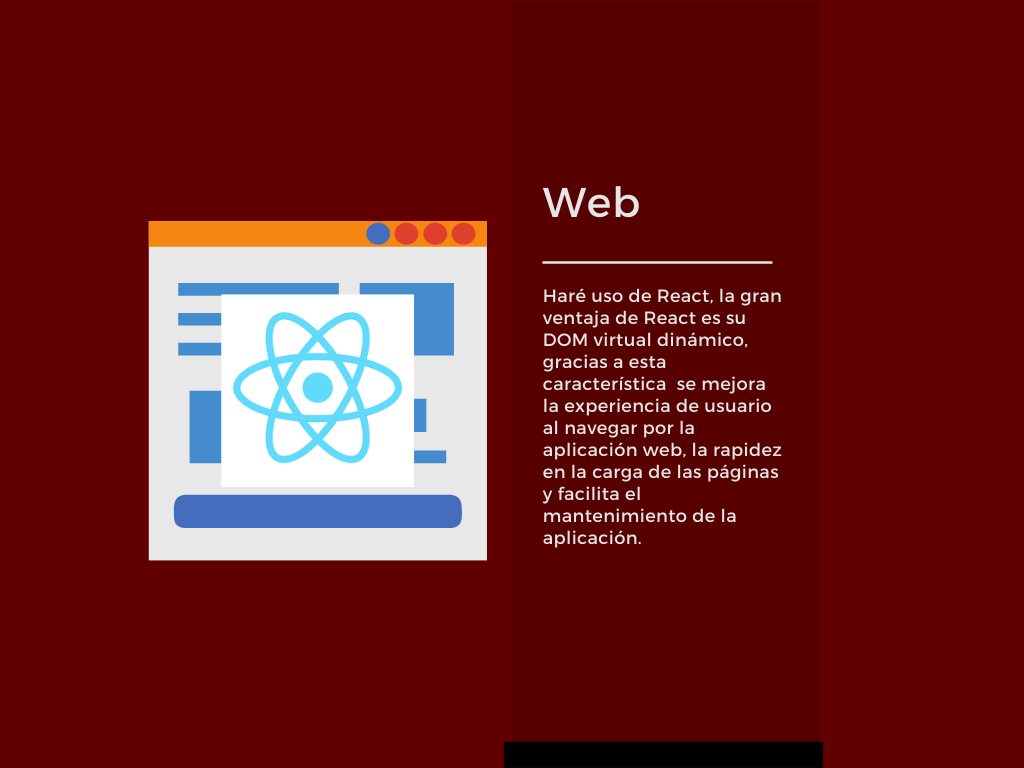 Web
Haré uso de React, la gran
ventaja de React es su
DOM virtual dinámico,
gracias a esta
característica  se mejora
la experiencia de usuario
al navegar por la
aplicación web, la rapidez
en la carga de las páginas
y facilita el
mantenimiento de la
aplicación.